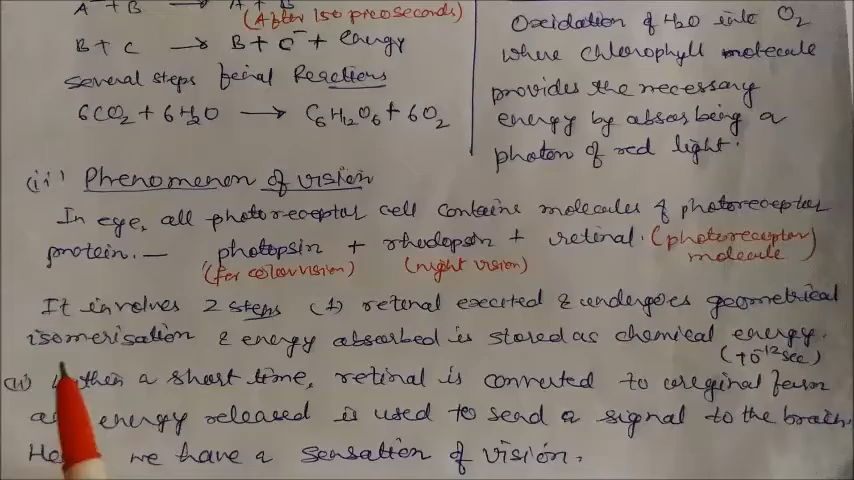 A⁻ + B
(After 150 picoseconds)
B + C → B + C⁻ + Energy
Several steps
Reactions
6CO₂ + 6H₂O → C₆H₁₂O₆ + 6O₂
Oxidation of H₂O into O₂
where chlorophyll molecule
provides the necessary
energy by absorbing a
photon of red light.
(ii) Phenomenon of vision
In eye, all photoreceptor cell contains molecules of photoreceptor
protein. — photopsin + rhodopsin + retinal. (photoreceptor
(for colorvision) (night vision) molecule)
It involves 2 steps (1) retinal excited & undergoes geometrical
isomerisation & energy absorbed is stored as chemical energy.
(10⁻¹² sec)
(ii) a short time, retinal is converted to original form
energy released is used to send a signal to the brain.
we have a sensation of vision.